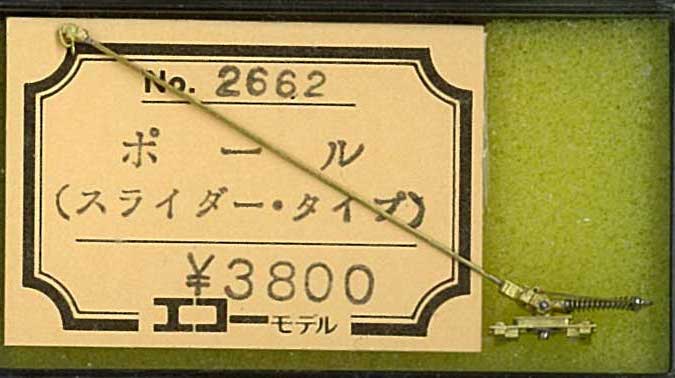 No. 2662
ポール
(スライダー・タイプ)
¥3800
エコーモデル